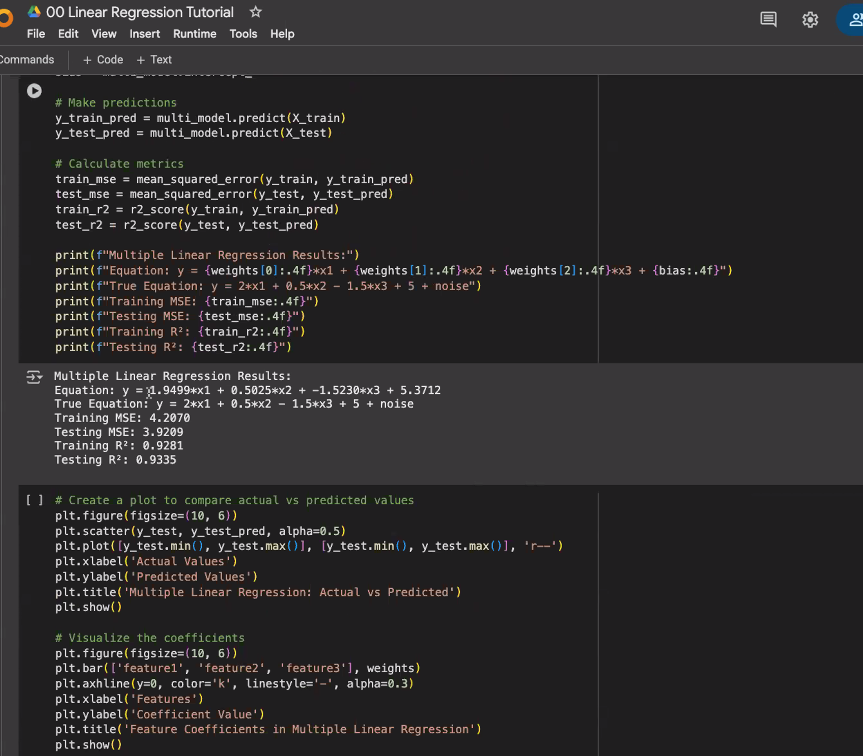 00 Linear Regression Tutorial
File Edit View Insert Runtime Tools Help
Commands + Code + Text
# Make predictions
y_train_pred = multi_model.predict(X_train)
y_test_pred = multi_model.predict(X_test)
# Calculate metrics
train_mse = mean_squared_error(y_train, y_train_pred)
test_mse = mean_squared_error(y_test, y_test_pred)
train_r2 = r2_score(y_train, y_train_pred)
test_r2 = r2_score(y_test, y_test_pred)
print(f"Multiple Linear Regression Results:")
print(f"Equation: y = {weights[0]:.4f}*x1 + {weights[1]:.4f}*x2 + {weights[2]:.4f}*x3 + {bias:.4f}")
print(f"True Equation: y = 2*x1 + 0.5*x2 - 1.5*x3 + 5 + noise")
print(f"Training MSE: {train_mse:.4f}")
print(f"Testing MSE: {test_mse:.4f}")
print(f"Training R²: {train_r2:.4f}")
print(f"Testing R²: {test_r2:.4f}")
Multiple Linear Regression Results:
Equation: y = 1.9499*x1 + 0.5025*x2 + -1.5230*x3 + 5.3712
True Equation: y = 2*x1 + 0.5*x2 - 1.5*x3 + 5 + noise
Training MSE: 4.2070
Testing MSE: 3.9209
Training R²: 0.9281
Testing R²: 0.9335
[ ] # Create a plot to compare actual vs predicted values
plt.figure(figsize=(10, 6))
plt.scatter(y_test, y_test_pred, alpha=0.5)
plt.plot([y_test.min(), y_test.max()], [y_test.min(), y_test.max()], 'r--')
plt.xlabel('Actual Values')
plt.ylabel('Predicted Values')
plt.title('Multiple Linear Regression: Actual vs Predicted')
plt.show()
# Visualize the coefficients
plt.figure(figsize=(10, 6))
plt.bar(['feature1', 'feature2', 'feature3'], weights)
plt.axhline(y=0, color='k', linestyle='-', alpha=0.3)
plt.xlabel('Features')
plt.ylabel('Coefficient Value')
plt.title('Feature Coefficients in Multiple Linear Regression')
plt.show()